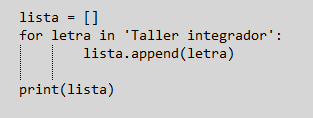 lista = []
for letra in 'Taller integrador':
        lista.append(letra)
print(lista)